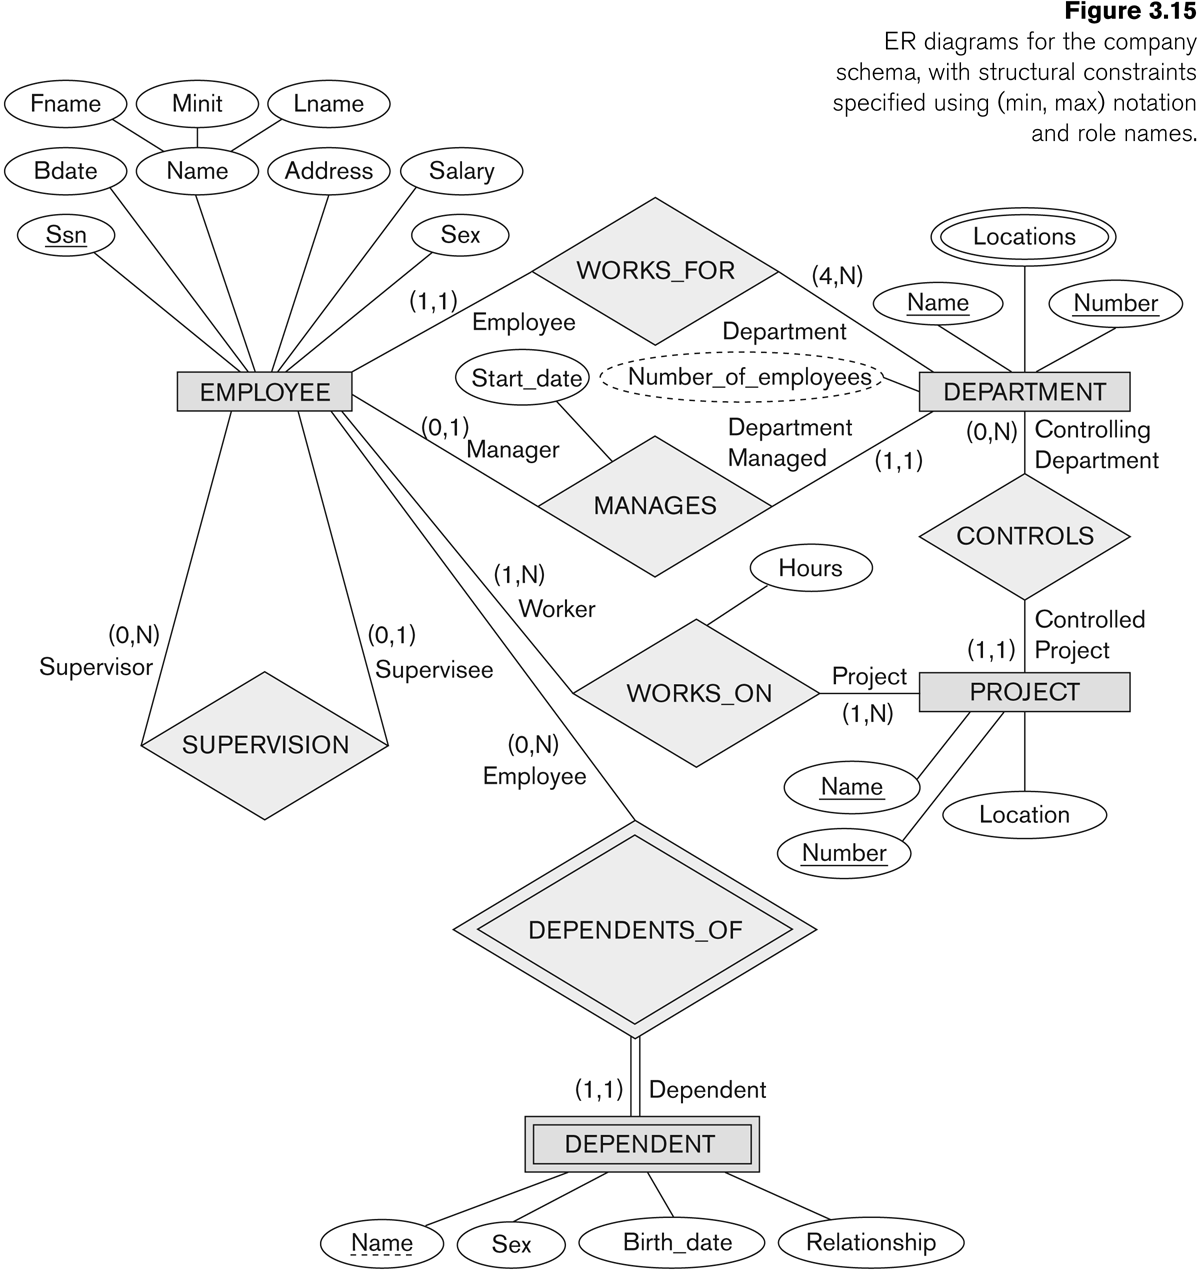 Figure 3.15
ER diagrams for the company
schema, with structural constraints
specified using (min, max) notation
and role names.
Fname
Minit
Lname
Bdate
Name
Address
Salary
Ssn
Sex
WORKS_FOR
(1,1)
Employee
(4,N)
Department
Locations
Name
Number
Start_date
Number_of_employees
EMPLOYEE
DEPARTMENT
(0,1)
Manager
Department
Managed
(1,1)
MANAGES
(0,N)
Controlling
Department
CONTROLS
Hours
(1,N)
Worker
(0,N)
Supervisor
(0,1)
Supervisee
Controlled
Project
(1,1)
WORKS_ON
Project
(1,N)
PROJECT
SUPERVISION
(0,N)
Employee
Name
Location
Number
DEPENDENTS_OF
(1,1)
Dependent
DEPENDENT
Name
Sex
Birth_date
Relationship